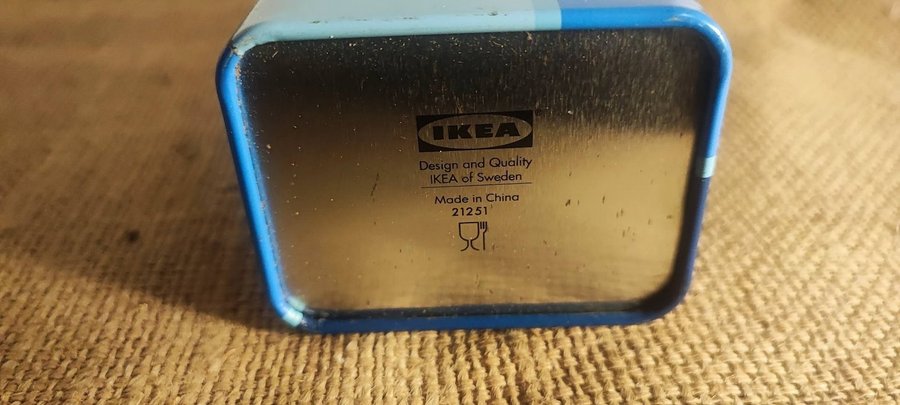 IKEA
Design and Quality
IKEA of Sweden
Made in China
21251